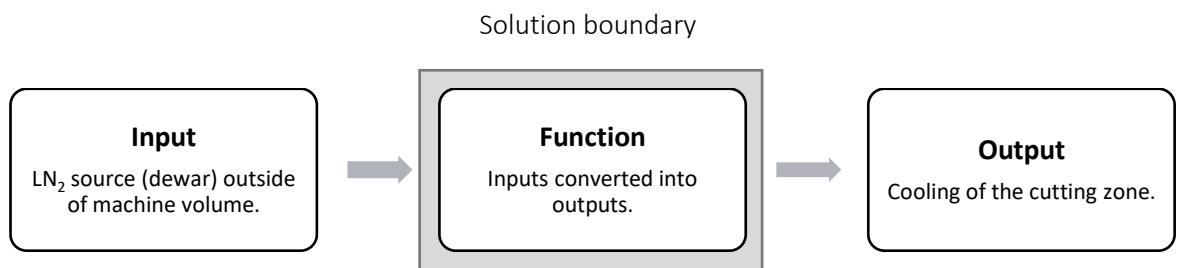 Solution boundary
Input
LN₂ source (dewar) outside
of machine volume.
Function
Inputs converted into
outputs.
Output
Cooling of the cutting zone.